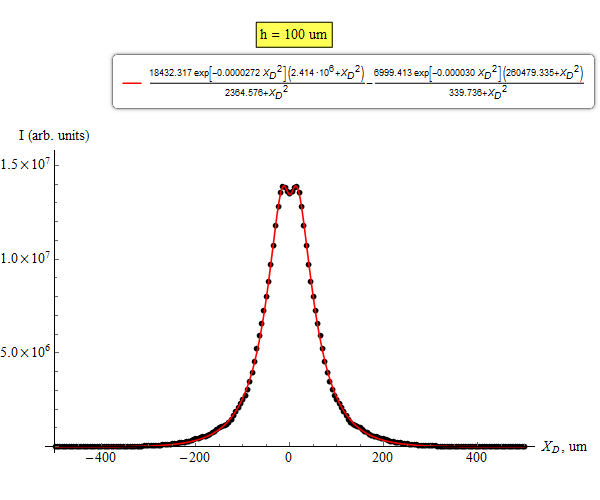 h = 100 um
18432.317 exp[-0.0000272 X_D^2](2.414·10^6+X_D^2) / 2364.576+X_D^2 - 6999.413 exp[-0.000030 X_D^2](260479.335+X_D^2) / 339.736+X_D^2
I (arb. units)
1.5×10^7
1.0×10^7
5.0×10^6
-400 -200 0 200 400
X_D, um